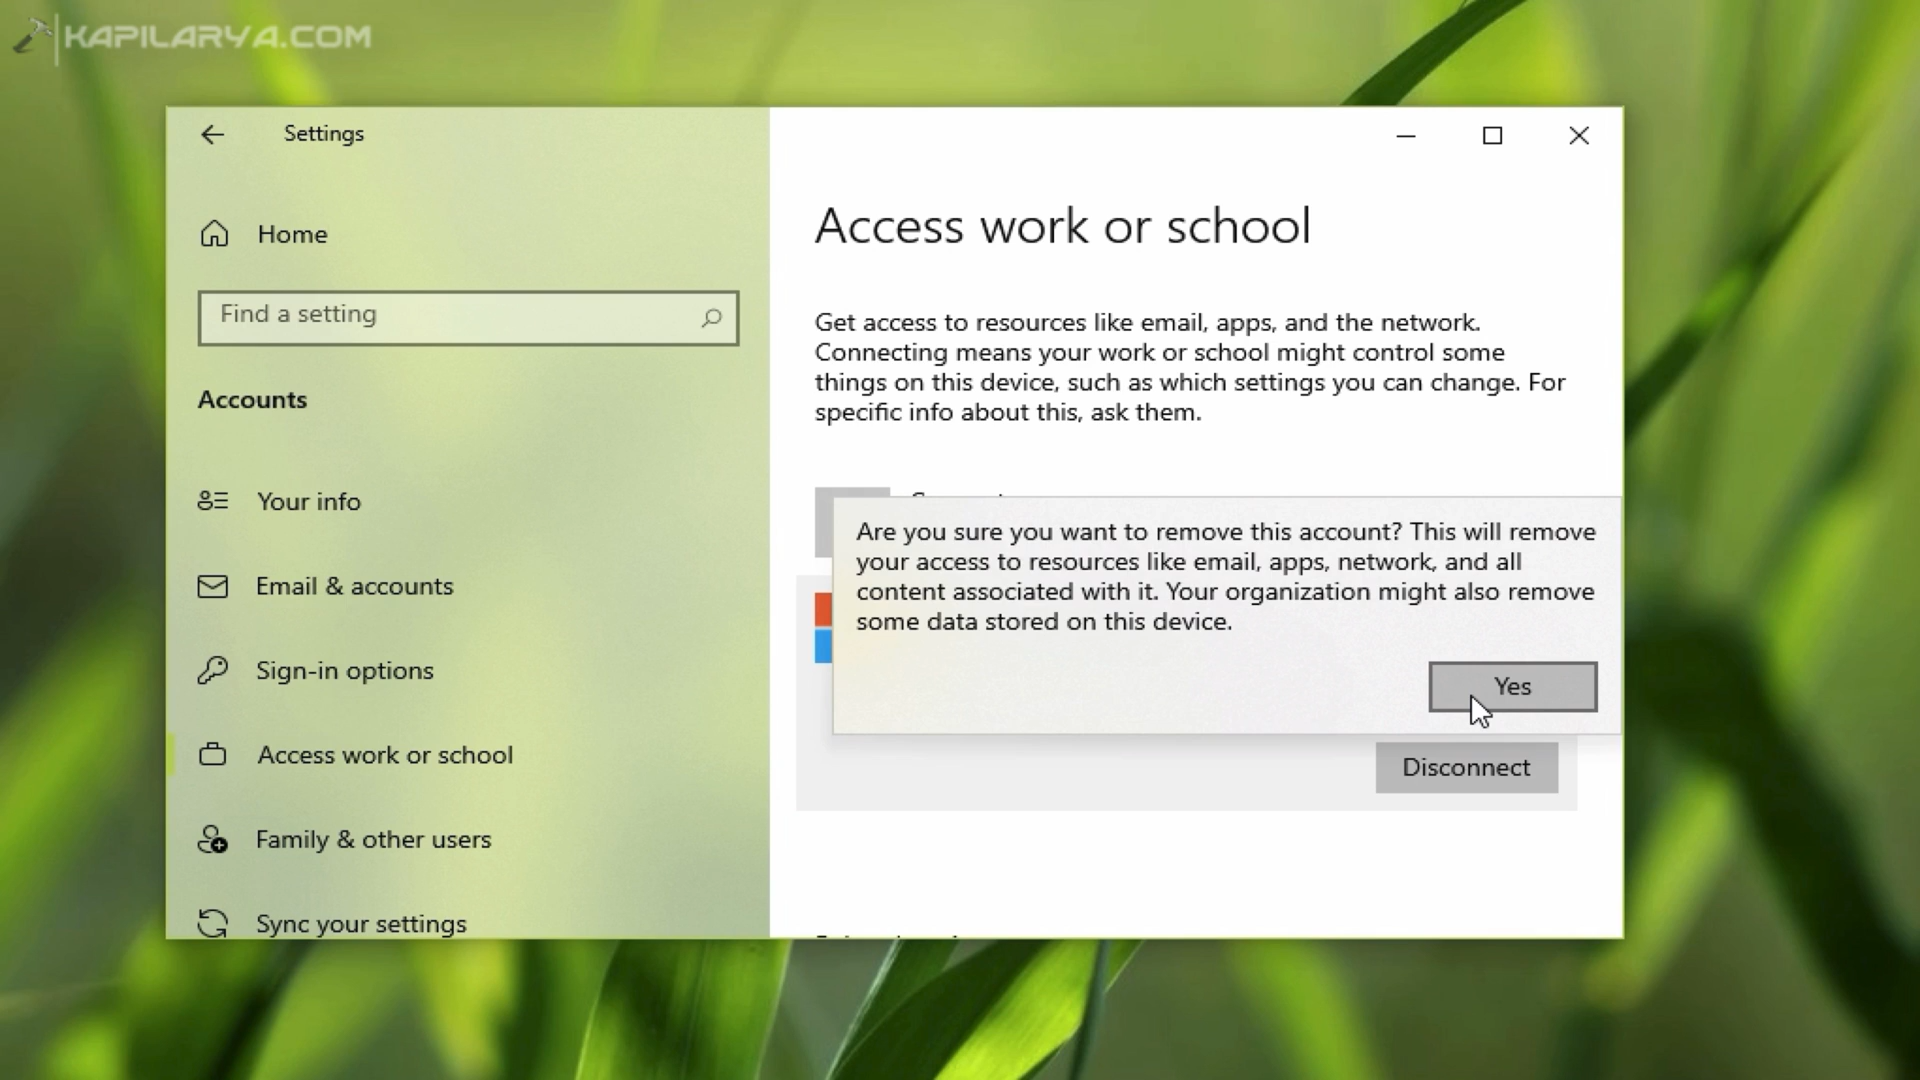 KAPILARYA.COM
Settings
Home
Find a setting
Accounts
Your info
Email & accounts
Sign-in options
Access work or school
Family & other users
Sync your settings
Access work or school
Get access to resources like email, apps, and the network.
Connecting means your work or school might control some
things on this device, such as which settings you can change. For
specific info about this, ask them.
Are you sure you want to remove this account? This will remove
your access to resources like email, apps, network, and all
content associated with it. Your organization might also remove
some data stored on this device.
Yes
Disconnect